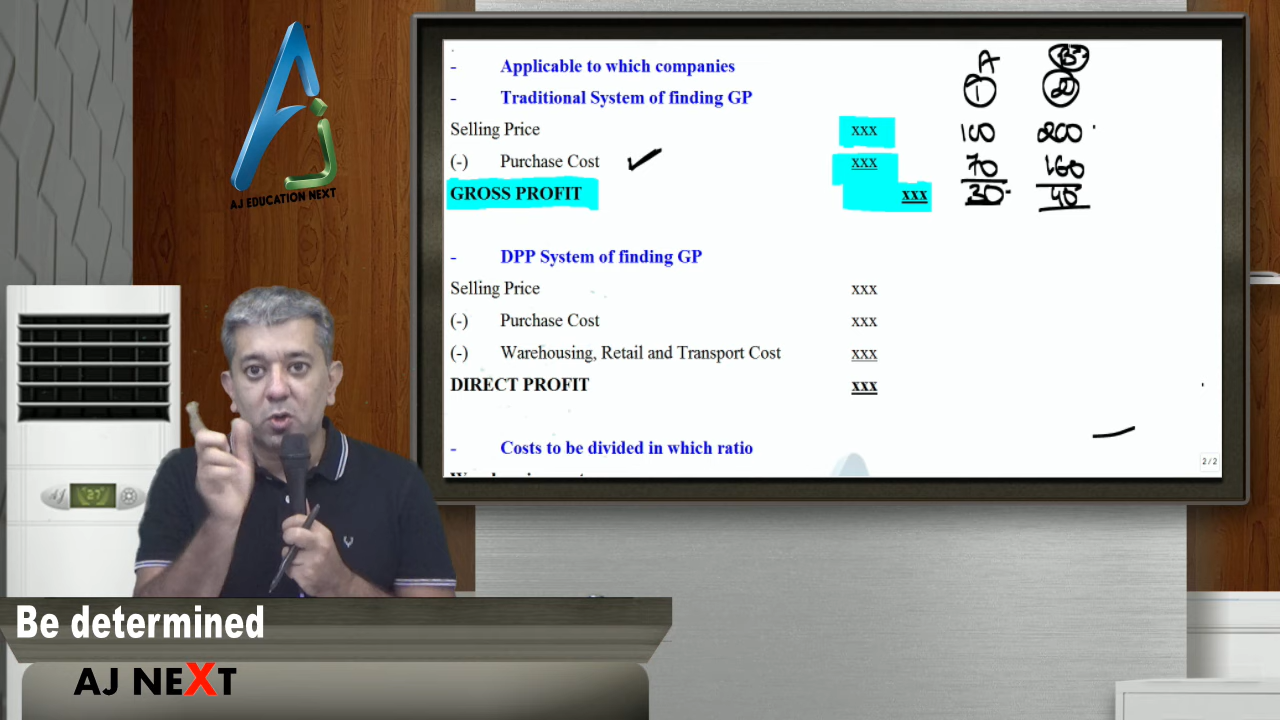 AJ EDUCATION NEXT
- Applicable to which companies
- Traditional System of finding GP
Selling Price xxx 100 200
(-) Purchase Cost xxx 70 160
GROSS PROFIT xxx 30 40
A B
1 2
- DPP System of finding GP
Selling Price xxx
(-) Purchase Cost xxx
(-) Warehousing, Retail and Transport Cost xxx
DIRECT PROFIT xxx
- Costs to be divided in which ratio
2/2
AJ
27
Be determined
AJ NEXT